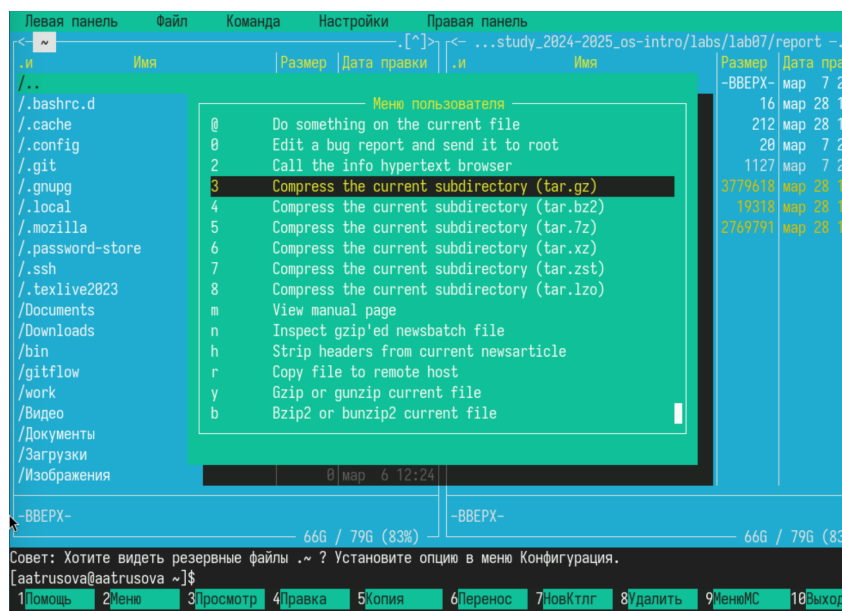 Левая панель Файл Команда Настройки Правая панель
<- ~ .[^]> <- ...study_2024-2025_os-intro/labs/lab07/report -.
.и Имя Размер Дата правки .и Имя Размер Дата пра
/.. -ВВЕРХ- мар 7 2
/.bashrc.d Меню пользователя 16 мар 28 1
/.cache @ Do something on the current file 212 мар 28 1
/.config 0 Edit a bug report and send it to root 20 мар 7 2
/.git 2 Call the info hypertext browser 1127 мар 7 2
/.gnupg 3 Compress the current subdirectory (tar.gz) 3779618 мар 28 1
/.local 4 Compress the current subdirectory (tar.bz2) 19318 мар 28 1
/.mozilla 5 Compress the current subdirectory (tar.7z) 2769791 мар 28 1
/.password-store 6 Compress the current subdirectory (tar.xz)
/.ssh 7 Compress the current subdirectory (tar.zst)
/.texlive2023 8 Compress the current subdirectory (tar.lzo)
/Documents m View manual page
/Downloads n Inspect gzip'ed newsbatch file
/bin h Strip headers from current newsarticle
/gitflow r Copy file to remote host
/work y Gzip or gunzip current file
/Видео b Bzip2 or bunzip2 current file
/Документы
/Загрузки
/Изображения 0 мар 6 12:24
-ВВЕРХ- -ВВЕРХ-
66G / 79G (83%) 66G / 79G (83
Совет: Хотите видеть резервные файлы .~ ? Установите опцию в меню Конфигурация.
[aatrusova@aatrusova ~]$
1Помощь 2Меню 3Просмотр 4Правка 5Копия 6Перенос 7НовКтлг 8Удалить 9МенюМС 10Выход